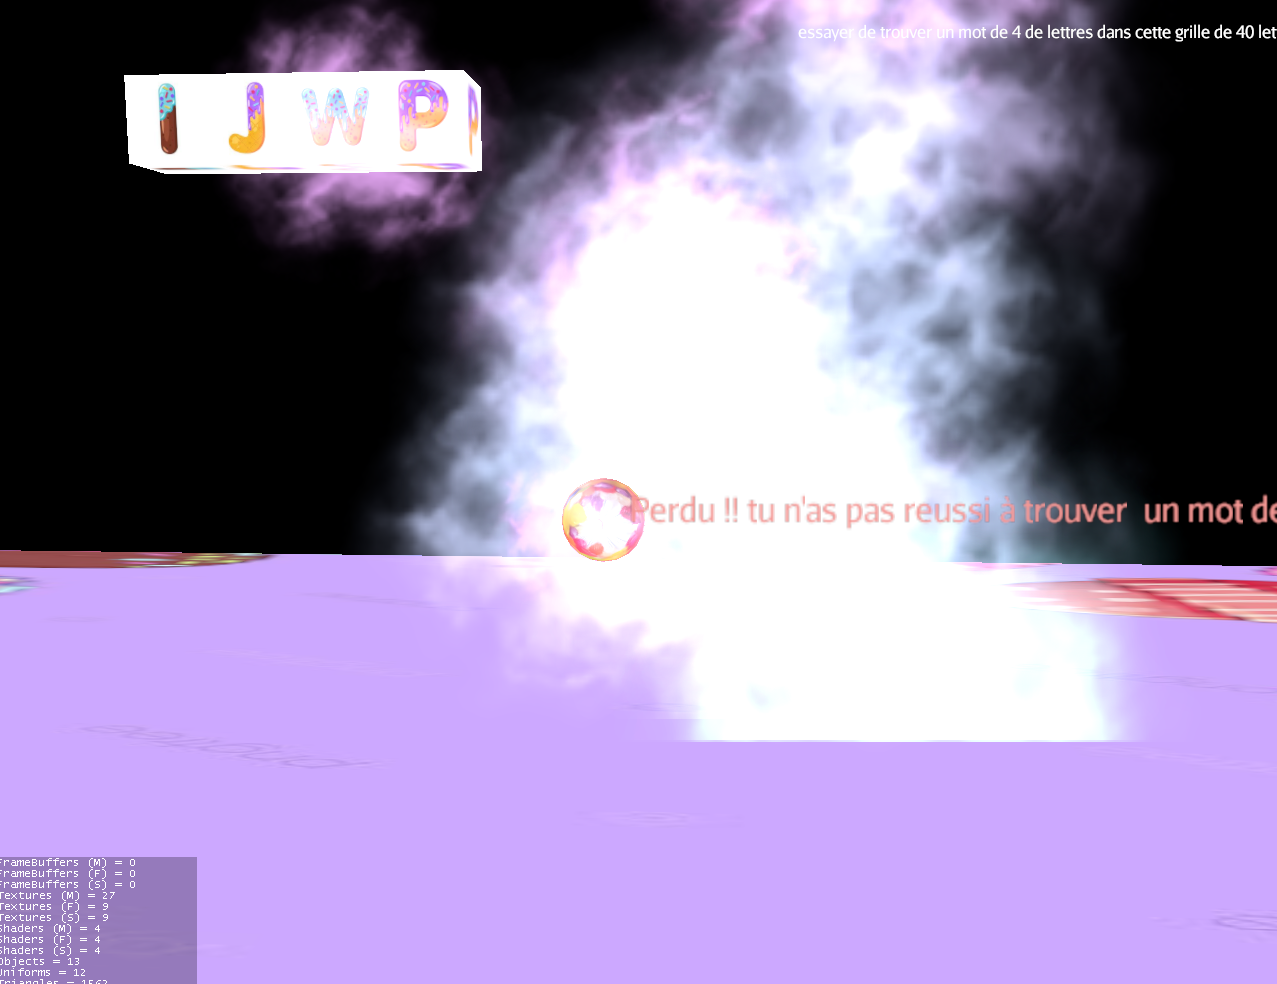 essayer de trouver un mot de 4 de lettres dans cette grille de 40 let
I J W P
Perdu !! tu n'as pas reussi à trouver un mot de
FrameBuffers (M) = 0
FrameBuffers (F) = 0
FrameBuffers (S) = 0
Textures (M) = 27
Textures (F) = 9
Textures (S) = 9
Shaders (M) = 4
Shaders (F) = 4
Shaders (S) = 4
Objects = 13
Uniforms = 12
Triangles = 1562